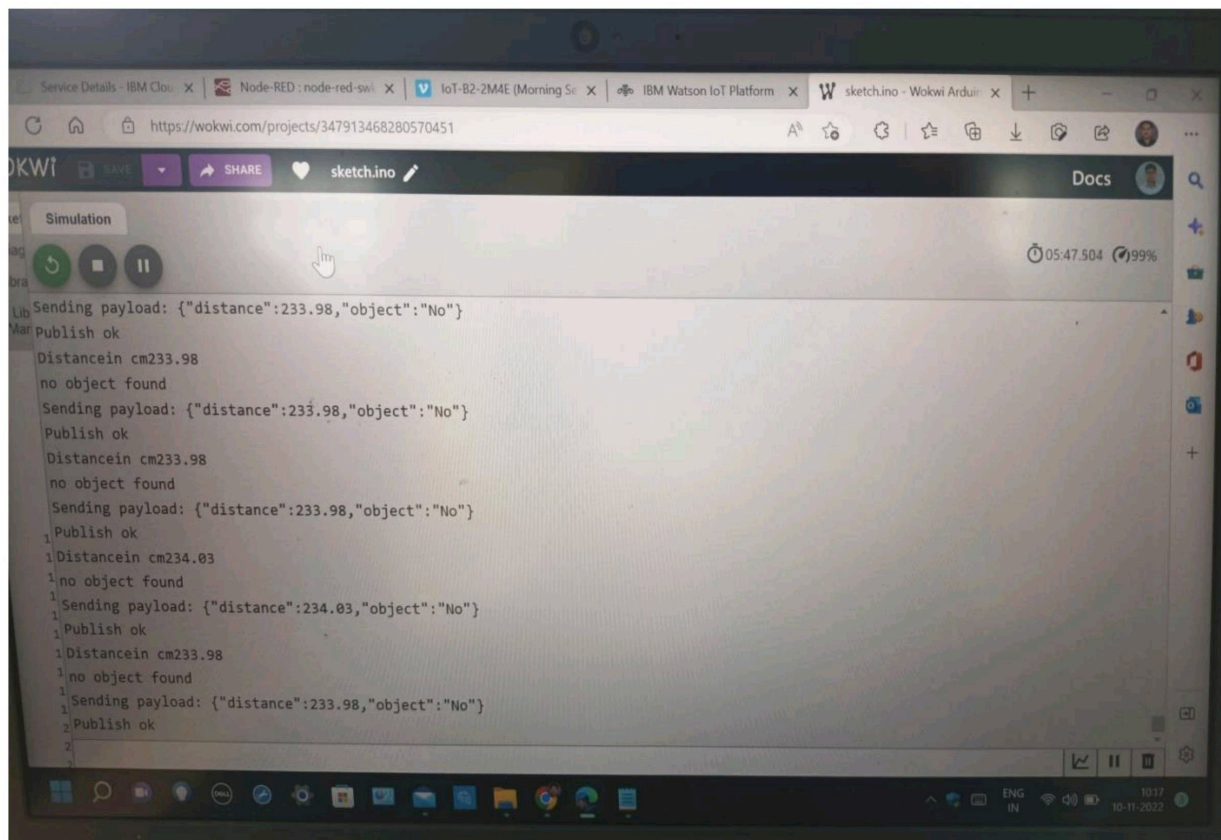 Service Details - IBM Clou
Node-RED : node-red-swi
IoT-B2-2M4E (Morning Se
IBM Watson IoT Platform
sketch.ino - Wokwi Arduin
https://wokwi.com/projects/347913468280570451
OKWI
SAVE
SHARE
sketch.ino
Docs
Simulation
05:47.504
99%
Sending payload: {"distance":233.98,"object":"No"}
Publish ok
Distancein cm233.98
no object found
Sending payload: {"distance":233.98,"object":"No"}
Publish ok
Distancein cm233.98
no object found
Sending payload: {"distance":233.98,"object":"No"}
Publish ok
Distancein cm234.03
no object found
Sending payload: {"distance":234.03,"object":"No"}
Publish ok
Distancein cm233.98
no object found
Sending payload: {"distance":233.98,"object":"No"}
Publish ok
DELL
ENG
IN
10:17
10-11-2022